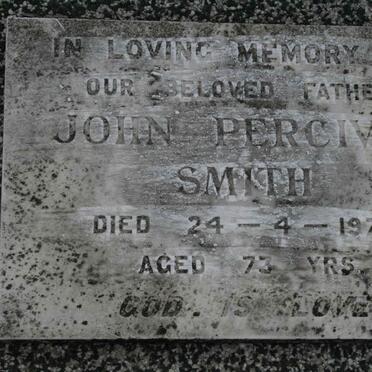 IN LOVING MEMORY
OUR BELOVED FATHE
JOHN PERCIV
SMITH
DIED 24-4-197
AGED 73 YRS.
GOD IS LOVE